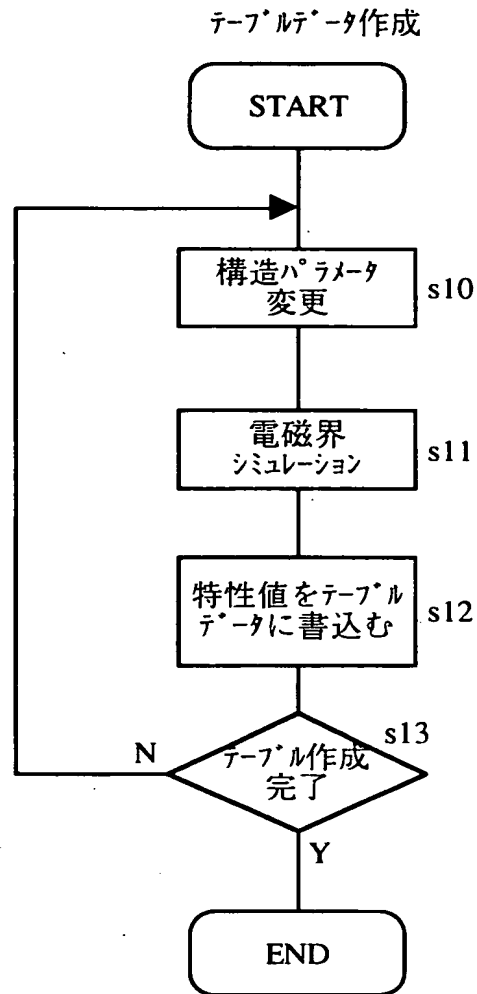 テーブルデータ作成
START
構造パラメータ
変更
s10
電磁界
シミュレーション
s11
特性値をテーブル
データに書込む
s12
s13
N
テーブル作成
完了
Y
END